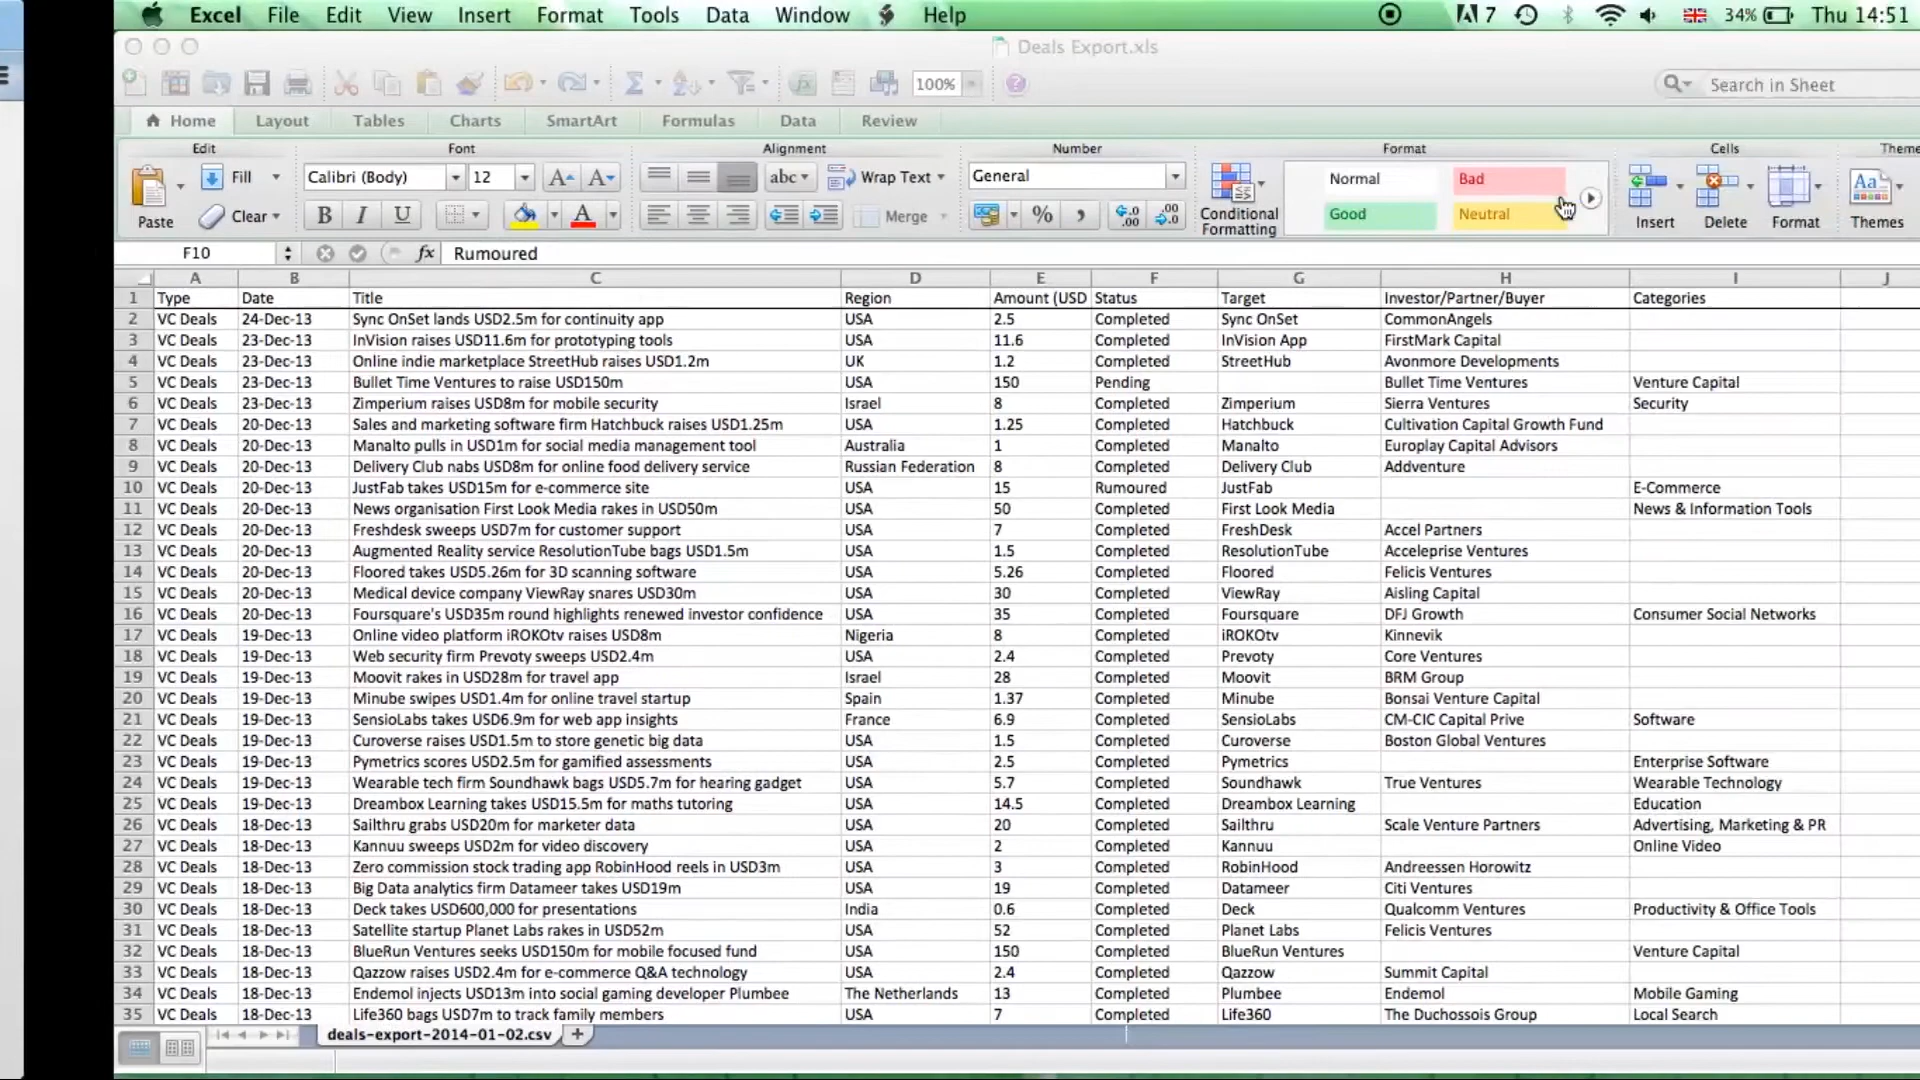 Excel File Edit View Insert Format Tools Data Window Help 7 34% Thu 14:51
Deals Export.xls
100% Search in Sheet
Home Layout Tables Charts SmartArt Formulas Data Review
Edit Font Alignment Number Format Cells Theme
Paste Fill Clear Calibri (Body) 12 A A B I U A abc Wrap Text Merge General % , .0 .00 .00 .0 Conditional Formatting Normal Bad Good Neutral Insert Delete Format Aa Themes
F10 fx Rumoured
A B C D E F G H I J
1 Type Date Title Region Amount (USD Status Target Investor/Partner/Buyer Categories
2 VC Deals 24-Dec-13 Sync OnSet lands USD2.5m for continuity app USA 2.5 Completed Sync OnSet CommonAngels
3 VC Deals 23-Dec-13 InVision raises USD11.6m for prototyping tools USA 11.6 Completed InVision App FirstMark Capital
4 VC Deals 23-Dec-13 Online indie marketplace StreetHub raises USD1.2m UK 1.2 Completed StreetHub Avonmore Developments
5 VC Deals 23-Dec-13 Bullet Time Ventures to raise USD150m USA 150 Pending Bullet Time Ventures Venture Capital
6 VC Deals 23-Dec-13 Zimperium raises USD8m for mobile security Israel 8 Completed Zimperium Sierra Ventures Security
7 VC Deals 20-Dec-13 Sales and marketing software firm Hatchbuck raises USD1.25m USA 1.25 Completed Hatchbuck Cultivation Capital Growth Fund
8 VC Deals 20-Dec-13 Manalto pulls in USD1m for social media management tool Australia 1 Completed Manalto Europlay Capital Advisors
9 VC Deals 20-Dec-13 Delivery Club nabs USD8m for online food delivery service Russian Federation 8 Completed Delivery Club Addventure
10 VC Deals 20-Dec-13 JustFab takes USD15m for e-commerce site USA 15 Rumoured JustFab E-Commerce
11 VC Deals 20-Dec-13 News organisation First Look Media rakes in USD50m USA 50 Completed First Look Media News & Information Tools
12 VC Deals 20-Dec-13 Freshdesk sweeps USD7m for customer support USA 7 Completed FreshDesk Accel Partners
13 VC Deals 20-Dec-13 Augmented Reality service ResolutionTube bags USD1.5m USA 1.5 Completed ResolutionTube Acceleprise Ventures
14 VC Deals 20-Dec-13 Floored takes USD5.26m for 3D scanning software USA 5.26 Completed Floored Felicis Ventures
15 VC Deals 20-Dec-13 Medical device company ViewRay snares USD30m USA 30 Completed ViewRay Aisling Capital
16 VC Deals 20-Dec-13 Foursquare's USD35m round highlights renewed investor confidence USA 35 Completed Foursquare DFJ Growth Consumer Social Networks
17 VC Deals 19-Dec-13 Online video platform iROKOtv raises USD8m Nigeria 8 Completed iROKOtv Kinnevik
18 VC Deals 19-Dec-13 Web security firm Prevoty sweeps USD2.4m USA 2.4 Completed Prevoty Core Ventures
19 VC Deals 19-Dec-13 Moovit rakes in USD28m for travel app Israel 28 Completed Moovit BRM Group
20 VC Deals 19-Dec-13 Minube swipes USD1.4m for online travel startup Spain 1.37 Completed Minube Bonsai Venture Capital
21 VC Deals 19-Dec-13 SensioLabs takes USD6.9m for web app insights France 6.9 Completed SensioLabs CM-CIC Capital Prive Software
22 VC Deals 19-Dec-13 Curoverse raises USD1.5m to store genetic big data USA 1.5 Completed Curoverse Boston Global Ventures
23 VC Deals 19-Dec-13 Pymetrics scores USD2.5m for gamified assessments USA 2.5 Completed Pymetrics Enterprise Software
24 VC Deals 19-Dec-13 Wearable tech firm Soundhawk bags USD5.7m for hearing gadget USA 5.7 Completed Soundhawk True Ventures Wearable Technology
25 VC Deals 19-Dec-13 Dreambox Learning takes USD15.5m for maths tutoring USA 14.5 Completed Dreambox Learning Education
26 VC Deals 18-Dec-13 Sailthru grabs USD20m for marketer data USA 20 Completed Sailthru Scale Venture Partners Advertising, Marketing & PR
27 VC Deals 18-Dec-13 Kannuu sweeps USD2m for video discovery USA 2 Completed Kannuu Online Video
28 VC Deals 18-Dec-13 Zero commission stock trading app RobinHood reels in USD3m USA 3 Completed RobinHood Andreessen Horowitz
29 VC Deals 18-Dec-13 Big Data analytics firm Datameer takes USD19m USA 19 Completed Datameer Citi Ventures
30 VC Deals 18-Dec-13 Deck takes USD600,000 for presentations India 0.6 Completed Deck Qualcomm Ventures Productivity & Office Tools
31 VC Deals 18-Dec-13 Satellite startup Planet Labs rakes in USD52m USA 52 Completed Planet Labs Felicis Ventures
32 VC Deals 18-Dec-13 BlueRun Ventures seeks USD150m for mobile focused fund USA 150 Completed BlueRun Ventures Venture Capital
33 VC Deals 18-Dec-13 Qazzow raises USD2.4m for e-commerce Q&A technology USA 2.4 Completed Qazzow Summit Capital
34 VC Deals 18-Dec-13 Endemol injects USD13m into social gaming developer Plumbee The Netherlands 13 Completed Plumbee Endemol Mobile Gaming
35 VC Deals 18-Dec-13 Life360 bags USD7m to track family members USA 7 Completed Life360 The Duchossois Group Local Search
deals-export-2014-01-02.csv